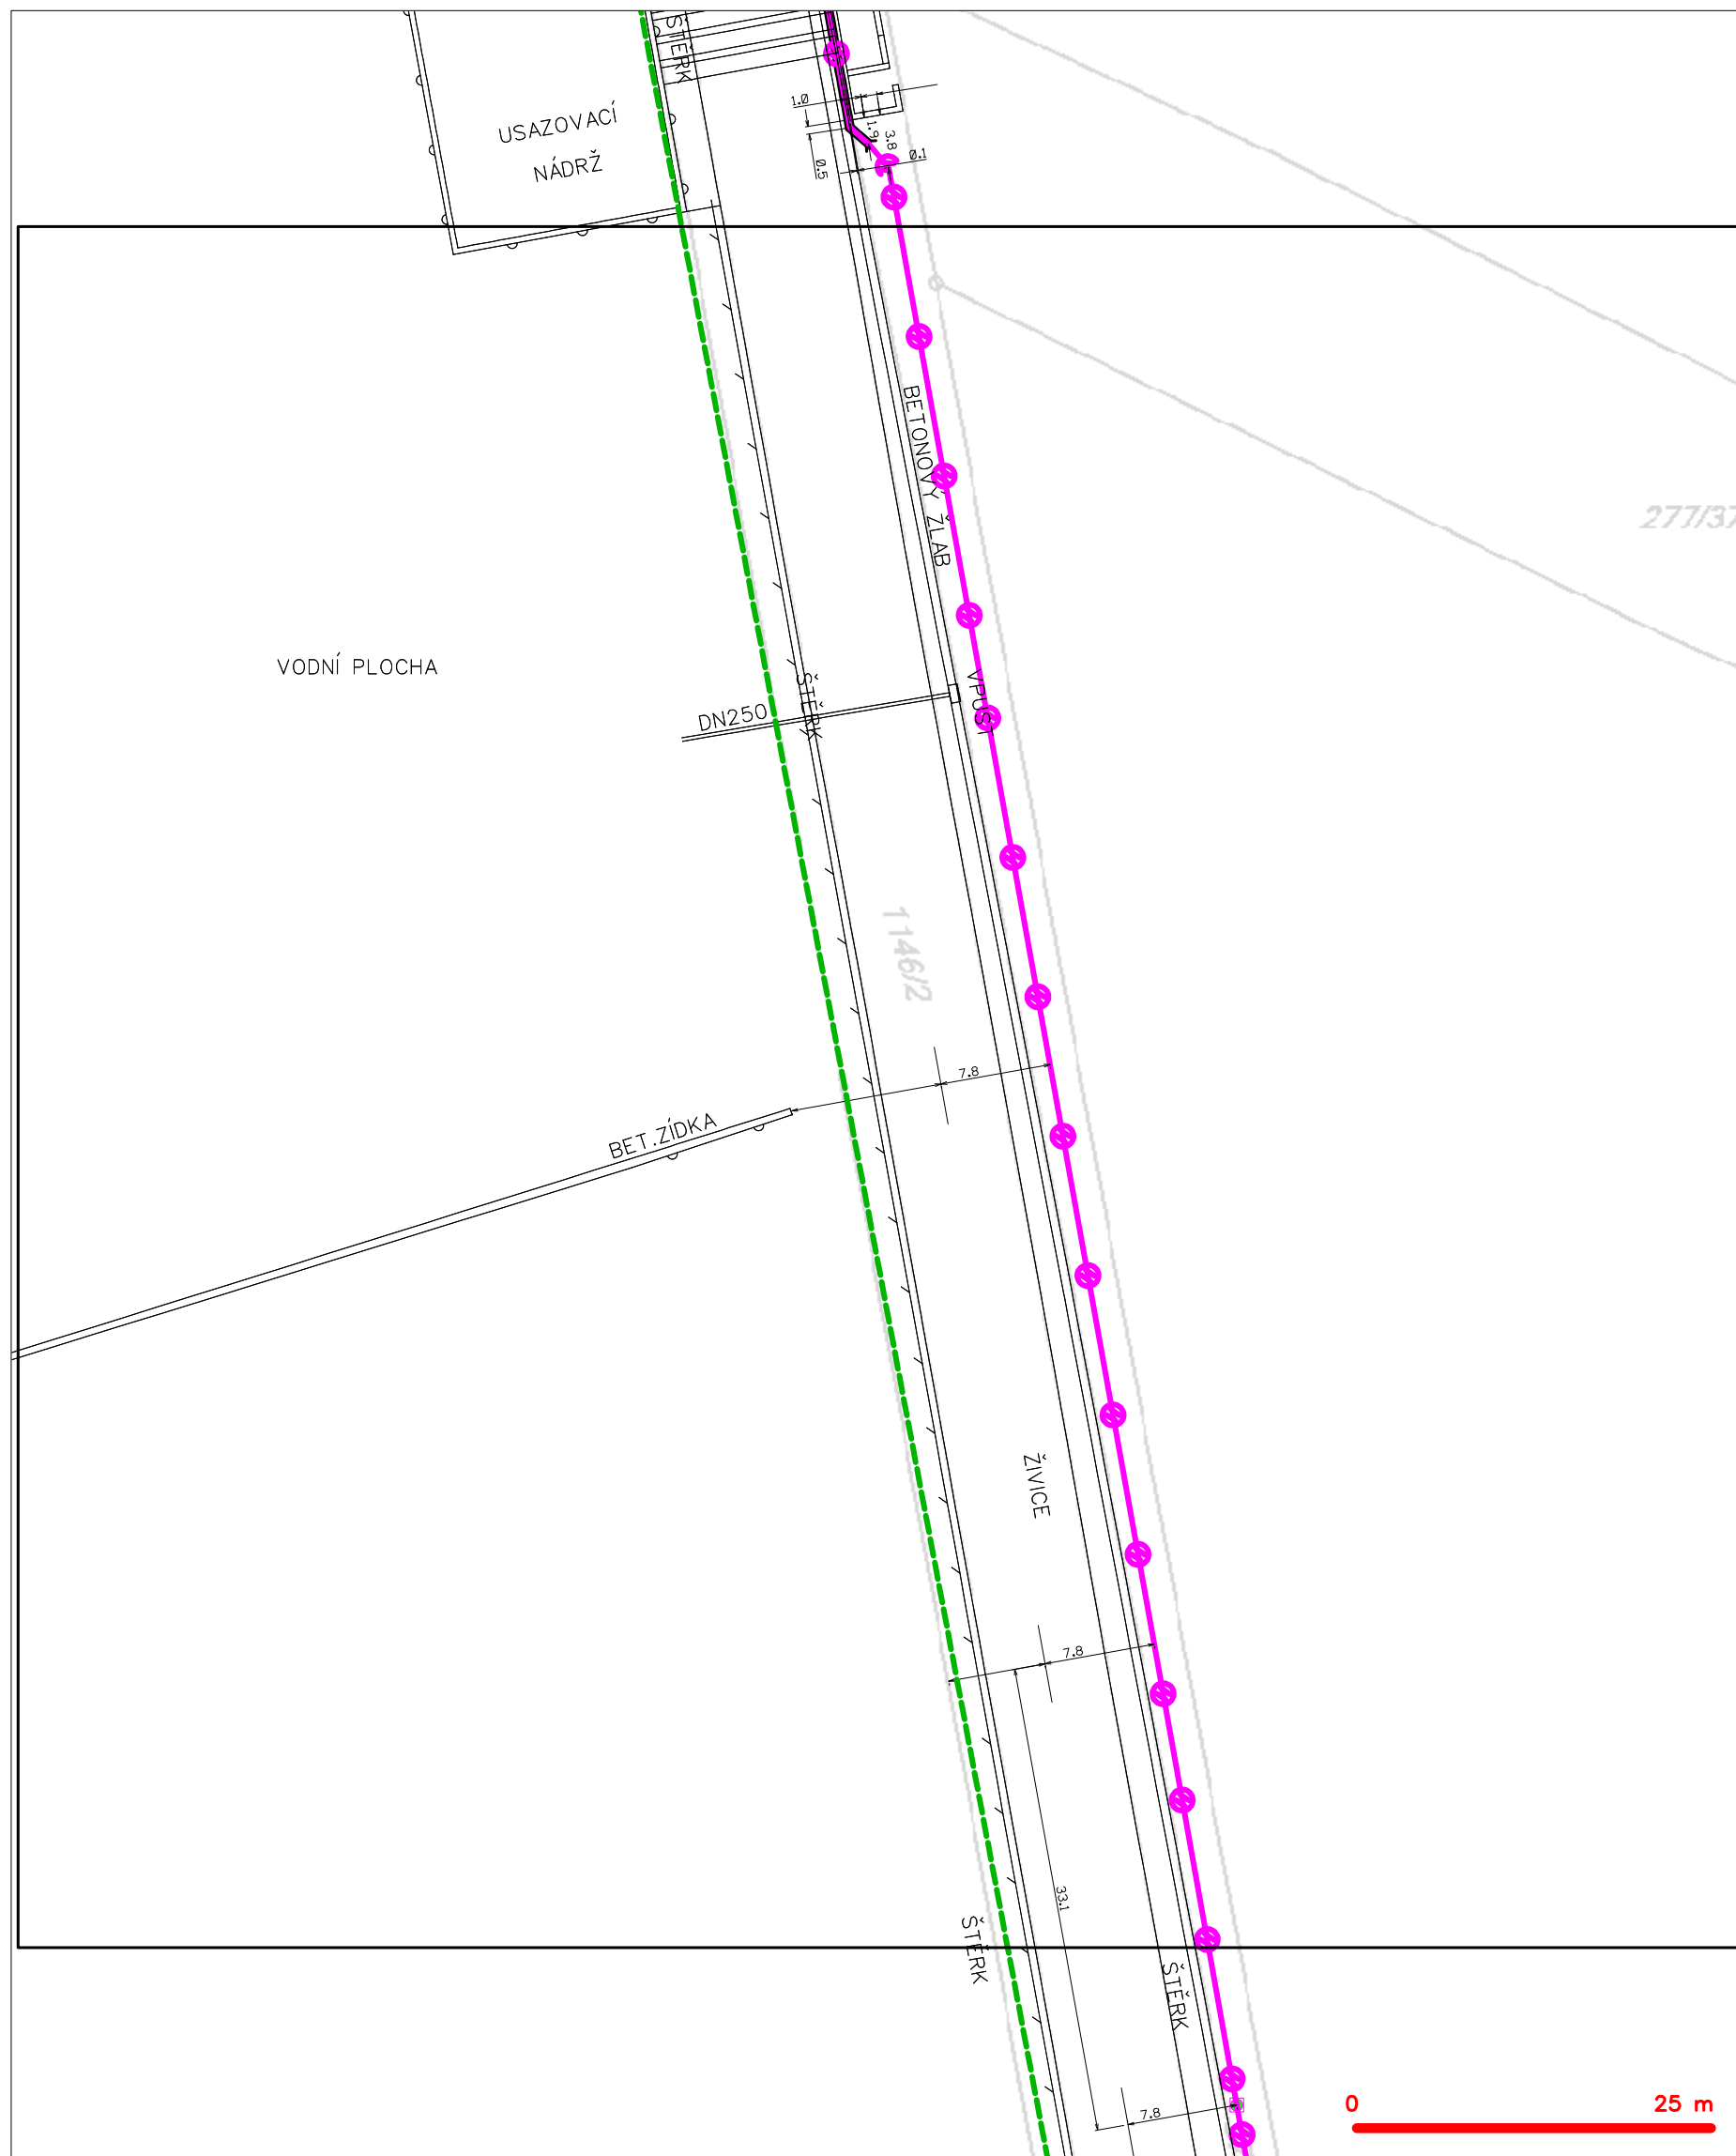 ŠTĚRK
USAZOVACÍ
NÁDRŽ
1.0
1.9
3.8
0.1
0.5
BETONOVÝ ŽLAB
277/37
VODNÍ PLOCHA
ŠTĚRK
VPUSŤ
DN250
1146/2
7.8
BET.ZÍDKA
ŽIVICE
7.8
33.1
ŠTĚRK
ŠTĚRK
7.8
0
25 m